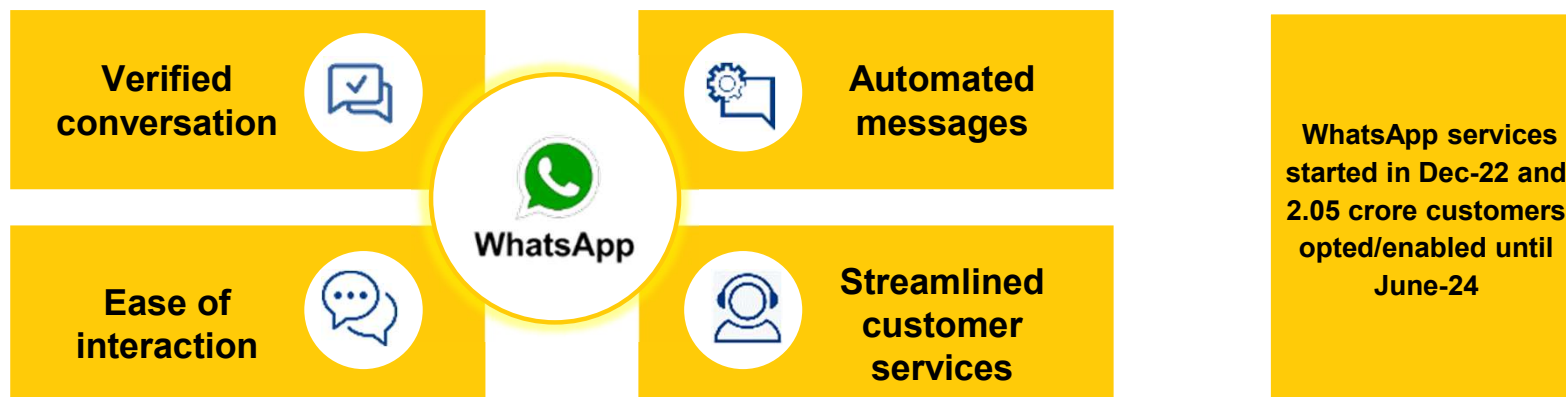 Verified
conversation
Automated
messages
WhatsApp
Ease of
interaction
Streamlined
customer
services
WhatsApp services
started in Dec-22 and
2.05 crore customers
opted/enabled until
June-24